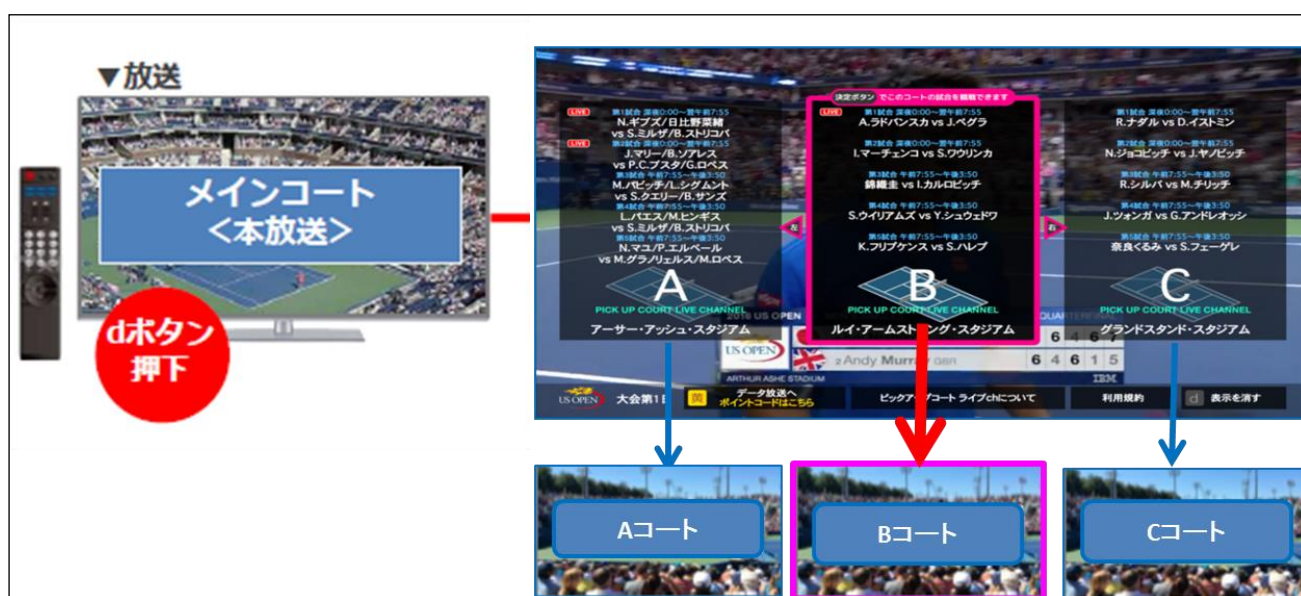 ▼放送
メインコート
<本放送>
dボタン
押下
決定ボタン でこのコートの試合を観戦できます
LIVE 第1試合 深夜0:00〜翌午前7:55
N.ギブズ/日比野菜緒
vs S.ミルザ/B.ストリコバ
LIVE 第2試合 深夜0:00〜翌午前7:55
J.マリー/B.ソアレス
vs P.C.ブスタ/G.ロペス
第3試合 午前7:55〜午後3:50
M.バビッチ/L.シグムント
vs S.クエリー/B.サンズ
第4試合 午前7:55〜午後3:50
L.パエス/M.ヒンギス
vs S.ミルザ/B.ストリコバ
第5試合 午前7:55〜午後3:50
N.マユ/P.エルベール
vs M.グラノリェルス/M.ロペス
A
PICK UP COURT LIVE CHANNEL
アーサー・アッシュ・スタジアム
左
LIVE 第1試合 深夜0:00〜翌午前7:55
A.ラドバンスカ vs J.ペグラ
第2試合 深夜0:00〜翌午前7:55
I.マーチェンコ vs S.ワウリンカ
第3試合 午前7:55〜午後3:50
錦織圭 vs I.カルロビッチ
第4試合 午前7:55〜午後3:50
S.ウイリアムズ vs Y.シュウェドワ
第5試合 午前7:55〜午後3:50
K.フリプケンス vs S.ハレプ
B
PICK UP COURT LIVE CHANNEL
ルイ・アームストロング・スタジアム
右
第1試合 深夜0:00〜翌午前7:55
R.ナダル vs D.イストミン
第2試合 深夜0:00〜翌午前7:55
N.ジョコビッチ vs J.ヤノビッチ
第3試合 午前7:55〜午後3:50
R.シルバ vs M.チリッチ
第4試合 午前7:55〜午後3:50
J.ツォンガ vs G.アンドレオッシ
第5試合 午前7:55〜午後3:50
奈良くるみ vs S.フェーゲレ
C
PICK UP COURT LIVE CHANNEL
グランドスタンド・スタジアム
2016 US OPEN
QUARTERFINAL
6 4 6 7
US OPEN
2 Andy Murray GBR 6 4 6 1 5
ARTHUR ASHE STADIUM IBM
US OPEN 大会第1日
黄 データ放送へ
ポイントコードはこちら
ピックアップコート ライブchについて
利用規約
d 表示を消す
Aコート
Bコート
Cコート